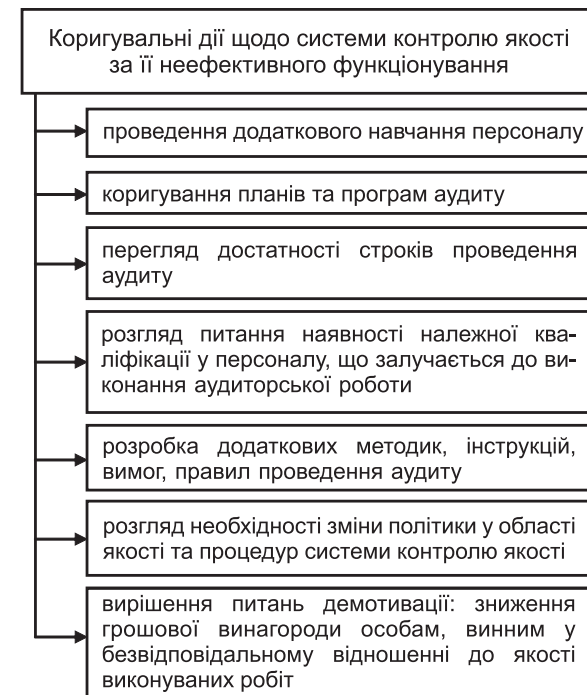 Коригувальні дії щодо системи контролю якості
за її неефективного функціонування
проведення додаткового навчання персоналу
коригування планів та програм аудиту
перегляд достатності строків проведення
аудиту
розгляд питання наявності належної ква-
ліфікації у персоналу, що залучається до ви-
конання аудиторської роботи
розробка додаткових методик, інструкцій,
вимог, правил проведення аудиту
розгляд необхідності зміни політики у області
якості та процедур системи контролю якості
вирішення питань демотивації: зниження
грошової винагороди особам, винним у
безвідповідальному відношенні до якості
виконуваних робіт